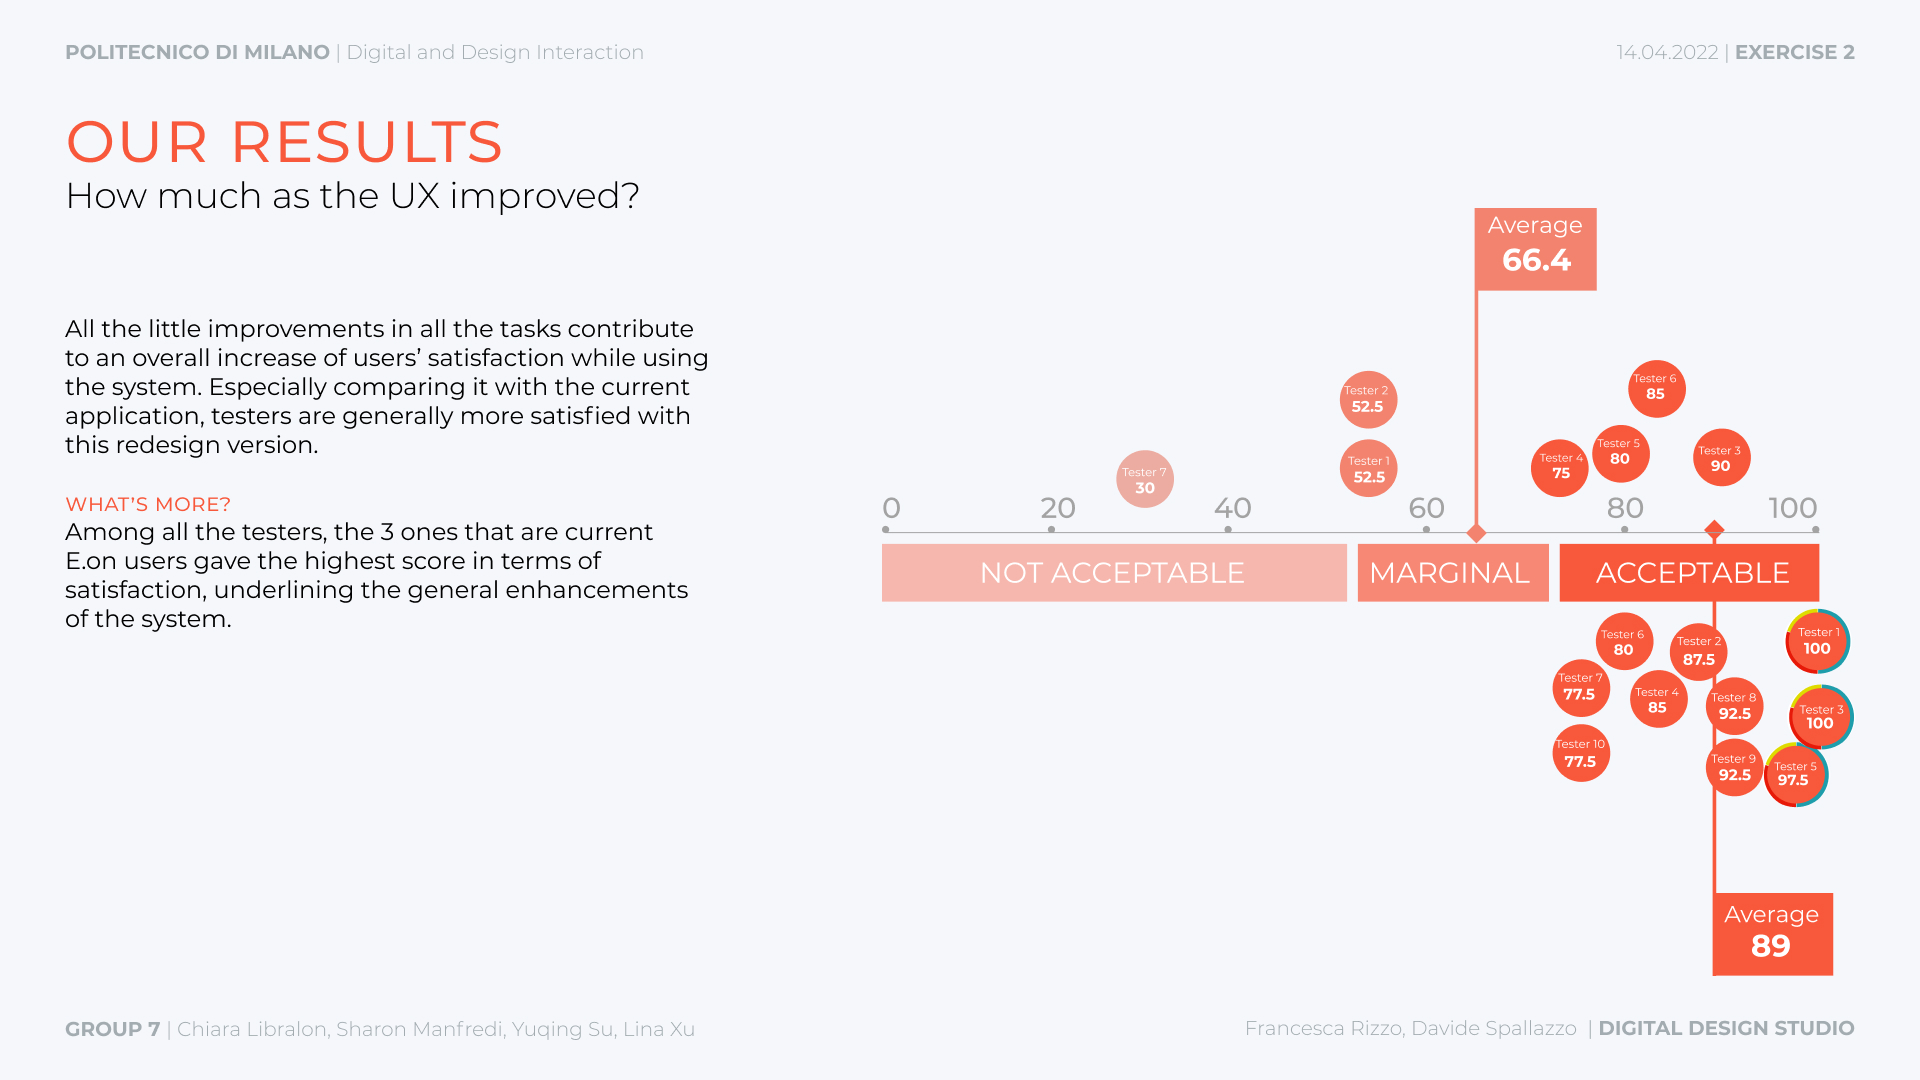 POLITECNICO DI MILANO | Digital and Design Interaction
14.04.2022 | EXERCISE 2
OUR RESULTS
How much as the UX improved?
All the little improvements in all the tasks contribute
to an overall increase of users’ satisfaction while using
the system. Especially comparing it with the current
application, testers are generally more satisfied with
this redesign version.
WHAT’S MORE?
Among all the testers, the 3 ones that are current
E.on users gave the highest score in terms of
satisfaction, underlining the general enhancements
of the system.
Average
66.4
Tester 6
85
Tester 2
52.5
Tester 5
80
Tester 3
90
Tester 4
75
Tester 1
52.5
Tester 7
30
0 20 40 60 80 100
NOT ACCEPTABLE MARGINAL ACCEPTABLE
Tester 6
80
Tester 2
87.5
Tester 1
100
Tester 7
77.5
Tester 4
85
Tester 8
92.5
Tester 3
100
Tester 10
77.5
Tester 9
92.5
Tester 5
97.5
Average
89
GROUP 7 | Chiara Libralon, Sharon Manfredi, Yuqing Su, Lina Xu
Francesca Rizzo, Davide Spallazzo | DIGITAL DESIGN STUDIO